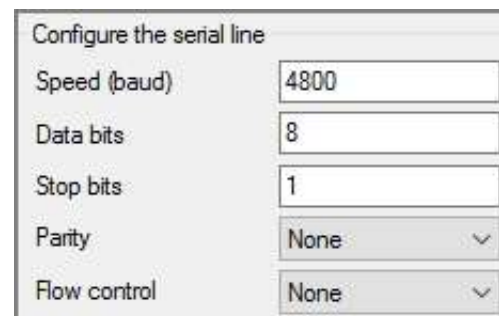 Configure the serial line
Speed (baud) 4800
Data bits 8
Stop bits 1
Parity None
Flow control None